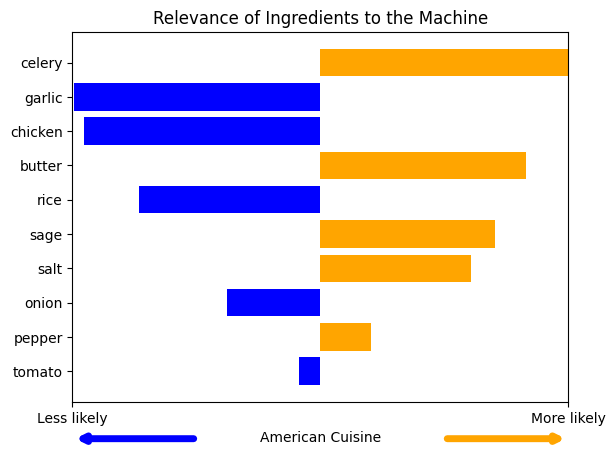 Relevance of Ingredients to the Machine
celery
garlic
chicken
butter
rice
sage
salt
onion
pepper
tomato
Less likely
More likely
American Cuisine